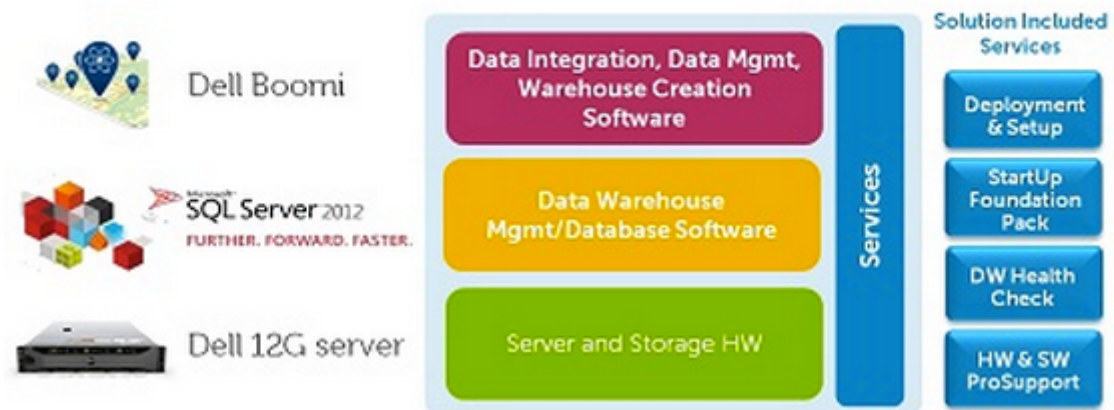 Dell Boomi
Microsoft
SQL Server 2012
FURTHER. FORWARD. FASTER.
Dell 12G server
Data Integration, Data Mgmt,
Warehouse Creation
Software
Data Warehouse
Mgmt/Database Software
Server and Storage HW
Services
Solution Included
Services
Deployment
& Setup
StartUp
Foundation
Pack
DW Health
Check
HW & SW
ProSupport